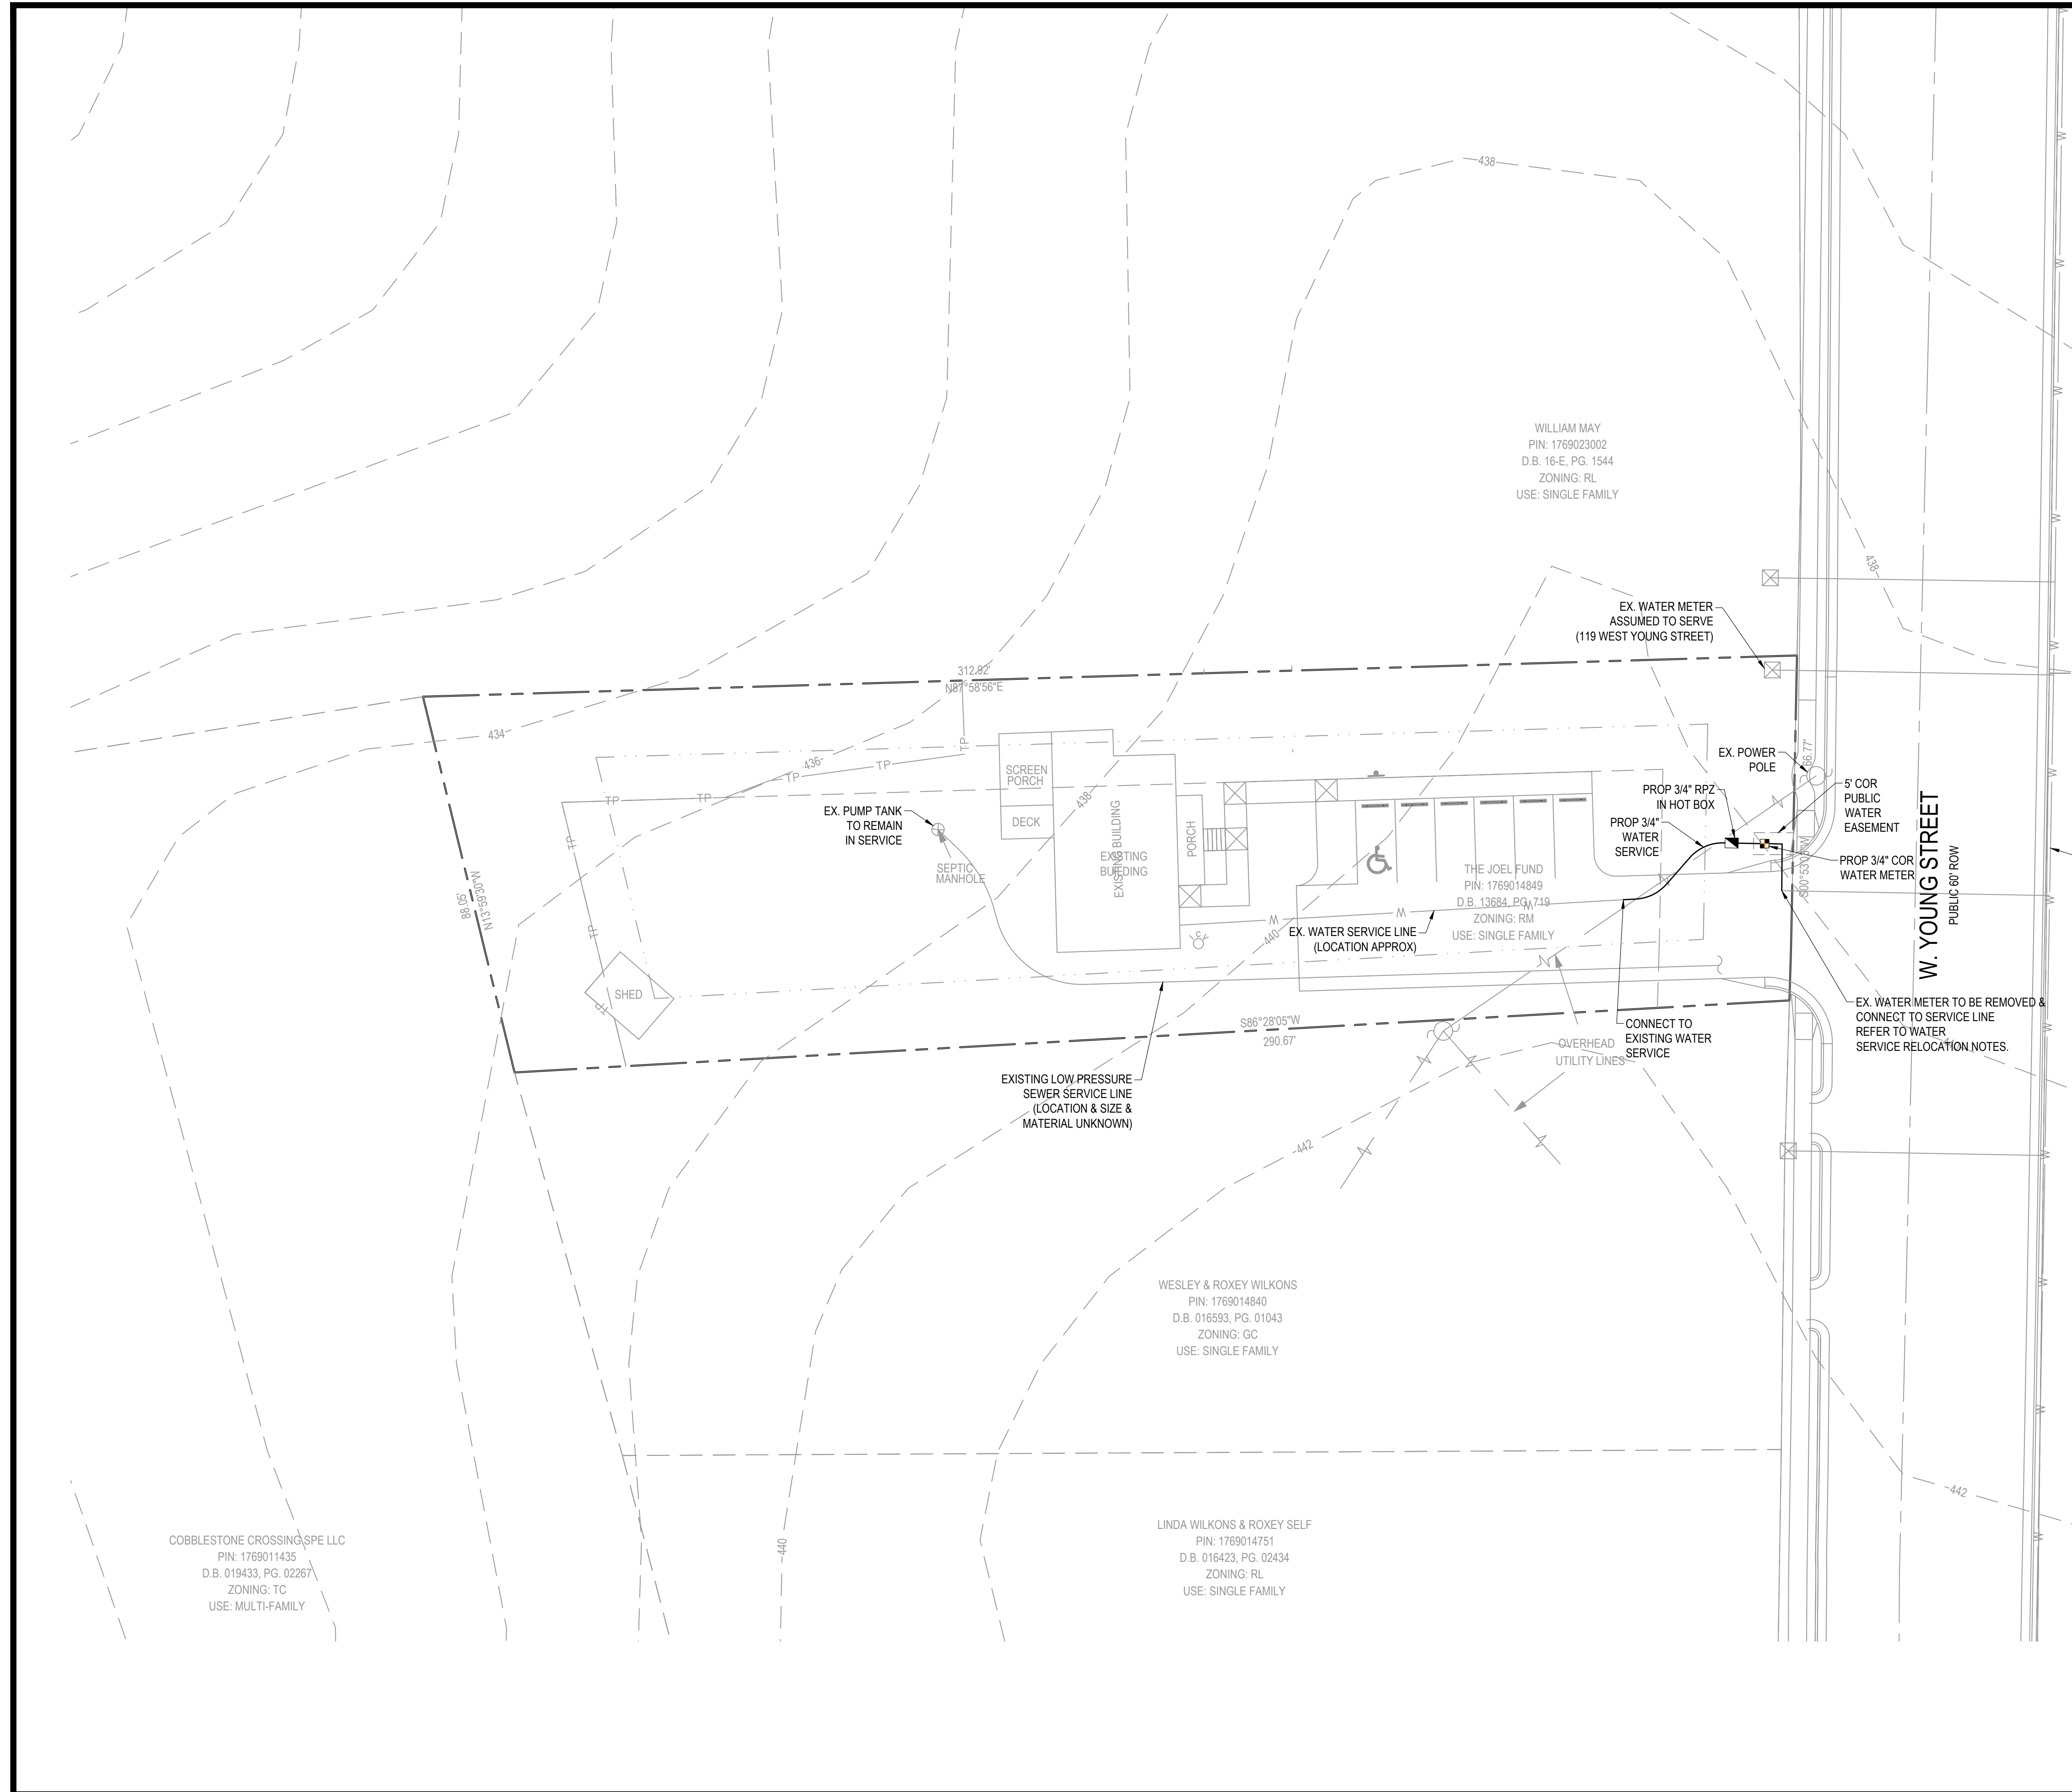 438
WILLIAM MAY
PIN: 1769023002
D.B. 16-E, PG. 1544
ZONING: RL
USE: SINGLE FAMILY
438
EX. WATER METER
ASSUMED TO SERVE
(119 WEST YOUNG STREET)
312.92'
N87°58'56"E
434
436
TP
TP
TP
TP
TP
TP
TP
TP
SCREEN
PORCH
DECK
438
EXISTING BUILDING
EXISTING
BUILDING
PORCH
EX. PUMP TANK
TO REMAIN
IN SERVICE
SEPTIC
MANHOLE
EX. POWER
POLE
66.77'
PROP 3/4" RPZ
IN HOT BOX
PROP 3/4"
WATER
SERVICE
5' COR
PUBLIC
WATER
EASEMENT
PROP 3/4" COR
WATER METER
W. YOUNG STREET
PUBLIC 60' ROW
THE JOEL FUND
PIN: 1769014849
D.B. 13684, PG. 719
ZONING: RM
USE: SINGLE FAMILY
88.05'
N13°59'30"W
W
W
W
EX. WATER SERVICE LINE
(LOCATION APPROX)
440
SHED
S86°28'05"W
290.67'
EX. WATER METER TO BE REMOVED &
CONNECT TO SERVICE LINE
REFER TO WATER
SERVICE RELOCATION NOTES.
CONNECT TO
EXISTING WATER
SERVICE
OVERHEAD
UTILITY LINES
EXISTING LOW PRESSURE
SEWER SERVICE LINE
(LOCATION & SIZE &
MATERIAL UNKNOWN)
442
WESLEY & ROXEY WILKONS
PIN: 1769014840
D.B. 016593, PG. 01043
ZONING: GC
USE: SINGLE FAMILY
442
440
COBBLESTONE CROSSING SPE LLC
PIN: 1769011435
D.B. 019433, PG. 02267
ZONING: TC
USE: MULTI-FAMILY
LINDA WILKONS & ROXEY SELF
PIN: 1769014751
D.B. 016423, PG. 02434
ZONING: RL
USE: SINGLE FAMILY
W
W
W
W
W
W
W
W
W
W
W
W
W